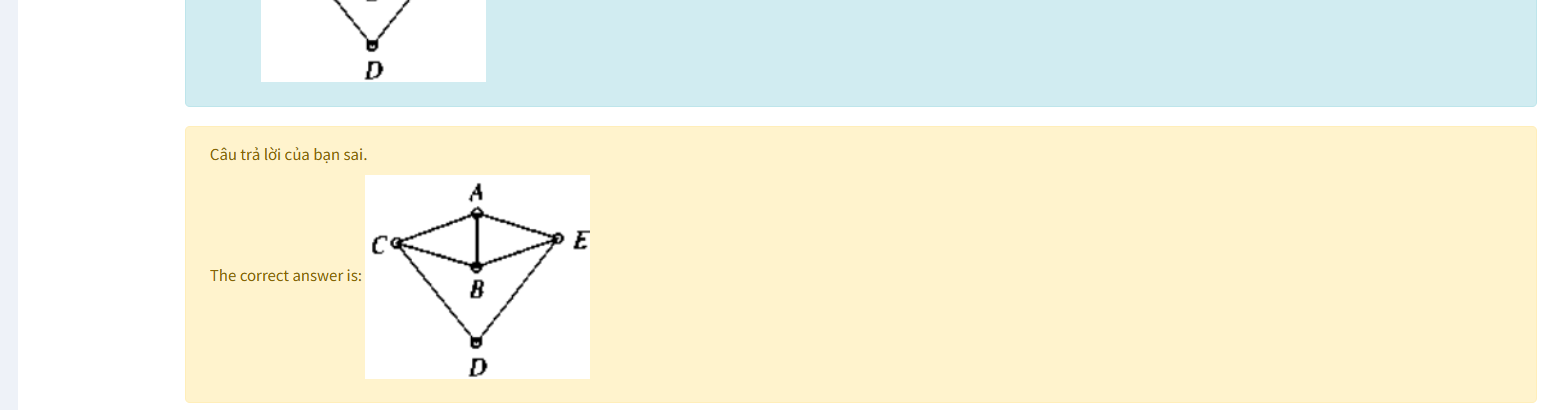 D
Câu trả lời của bạn sai.
A
C
E
The correct answer is:
B
D